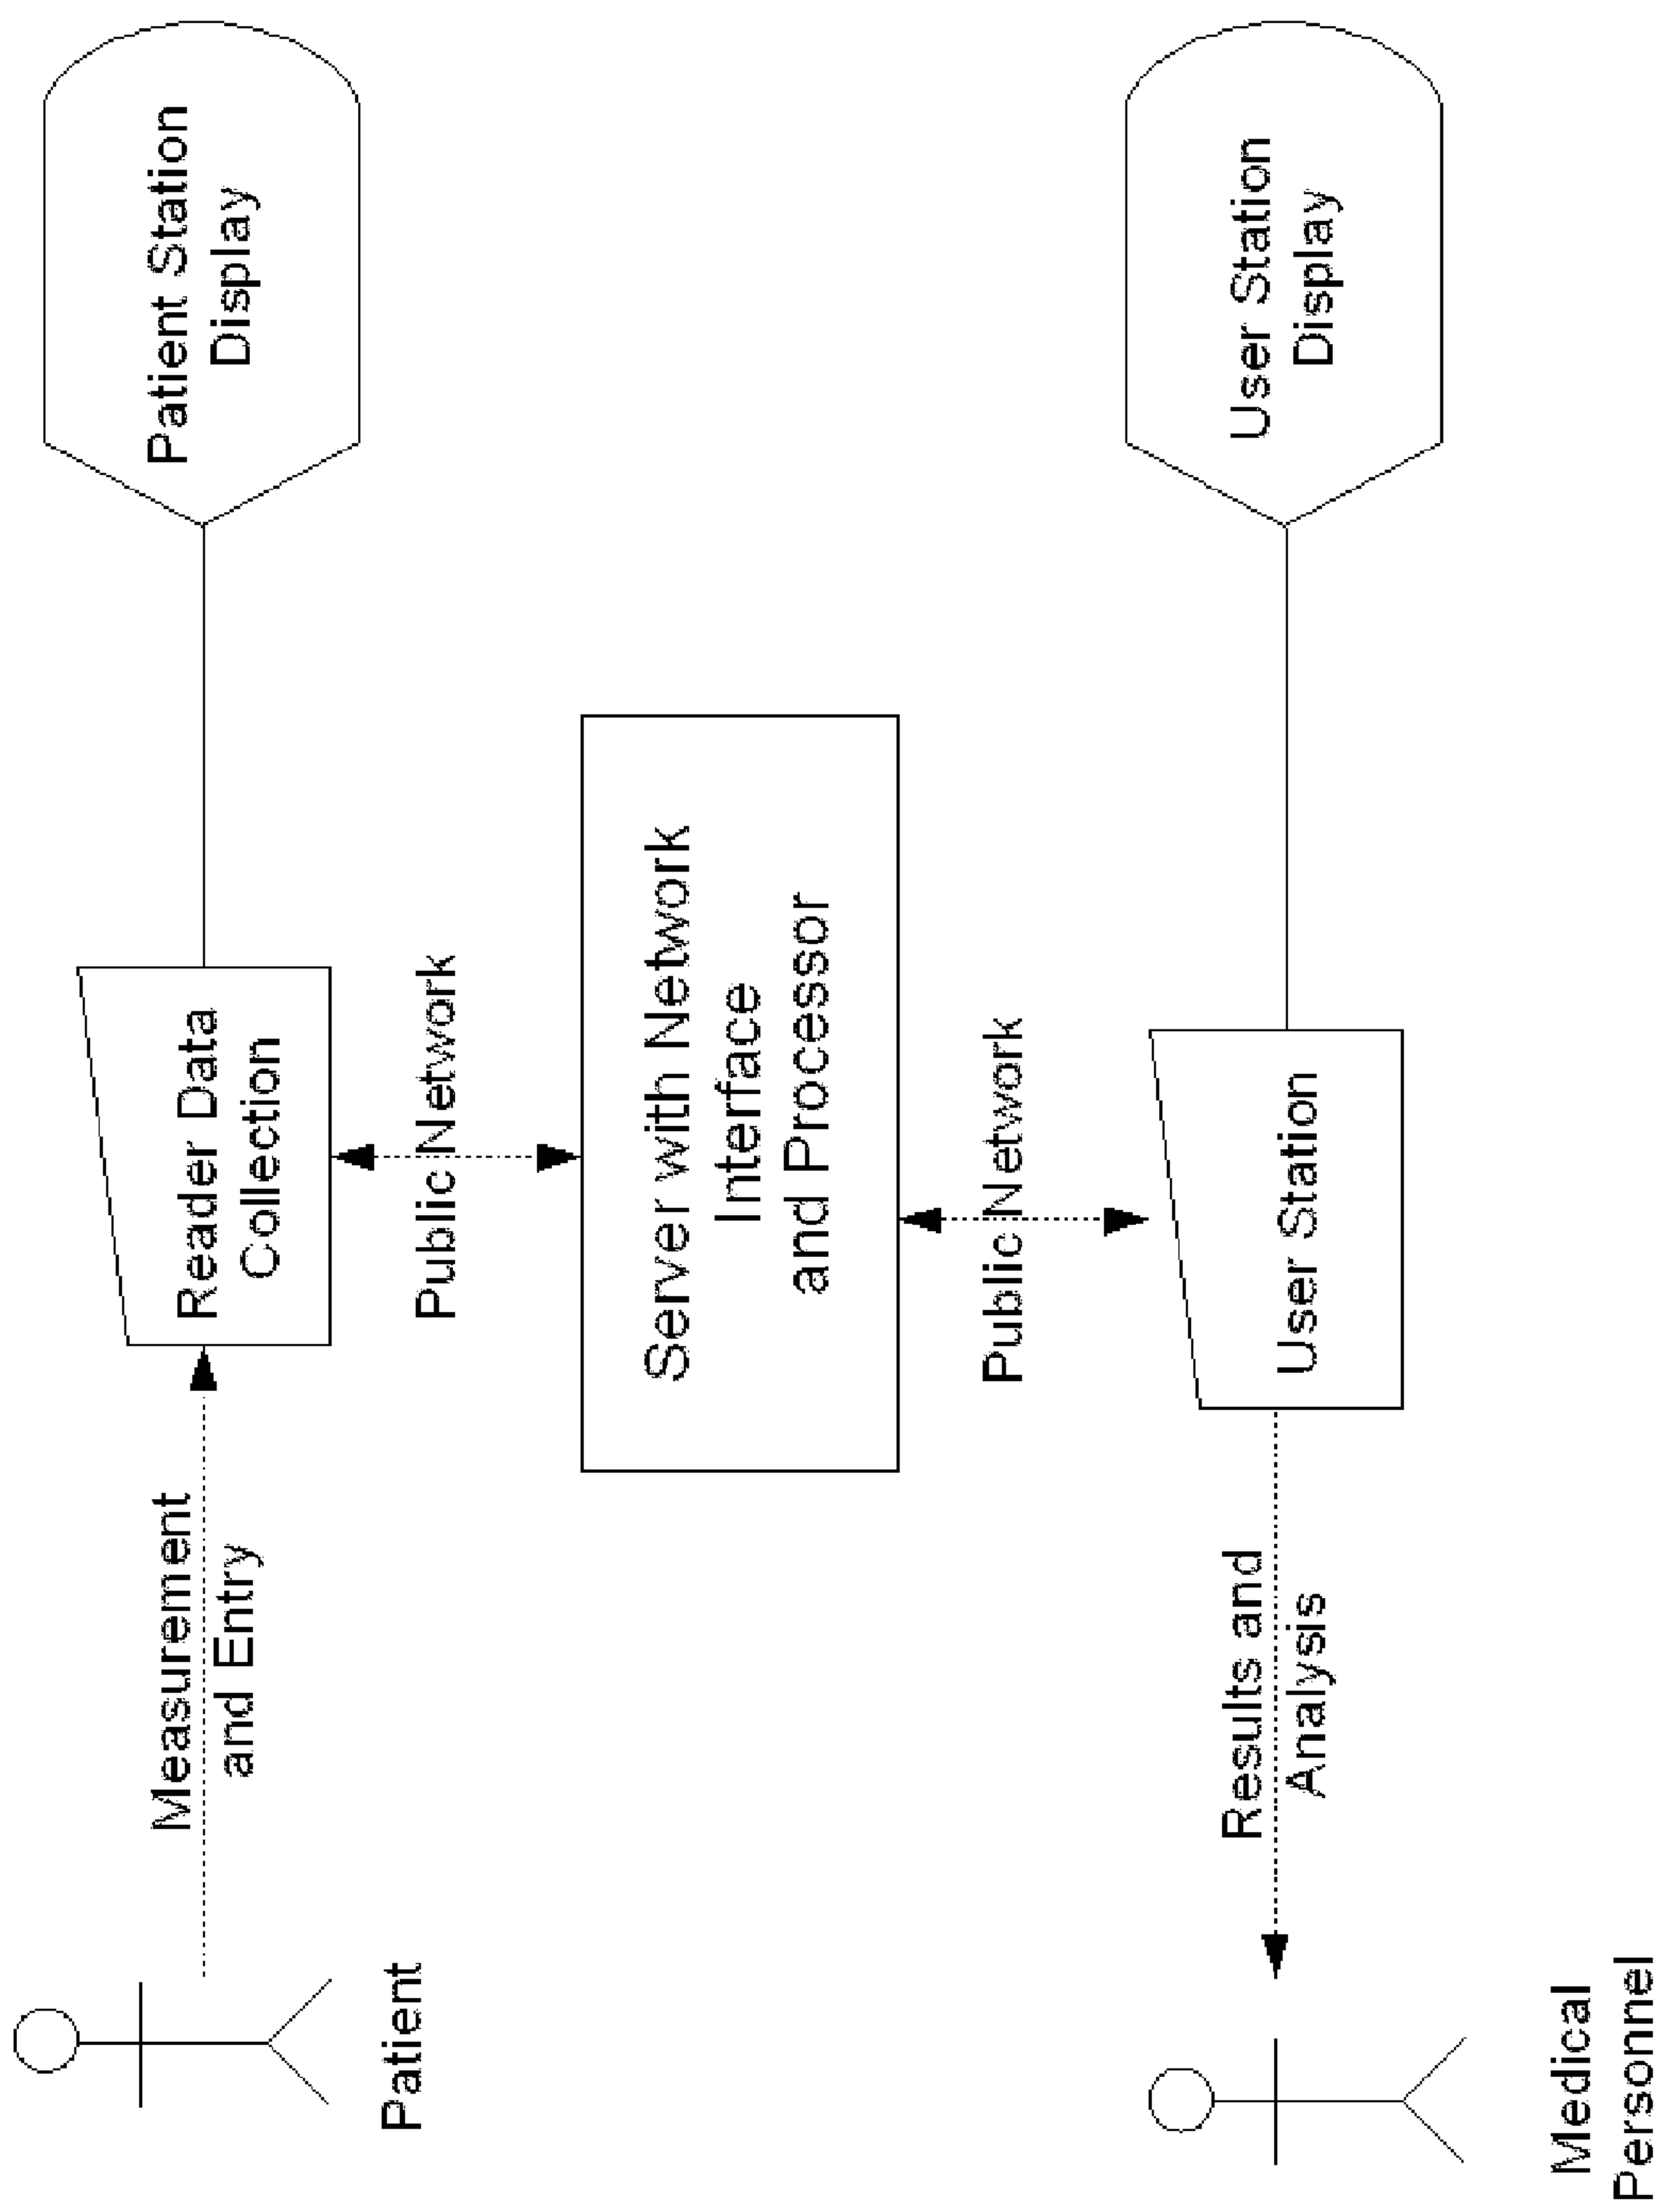 Patient
Measurement
and Entry
Reader Data
Collection
Patient Station
Display
Public Network
Server with Network
Interface
and Processor
Public Network
Medical
Personnel
Results and
Analysis
User Station
User Station
Display